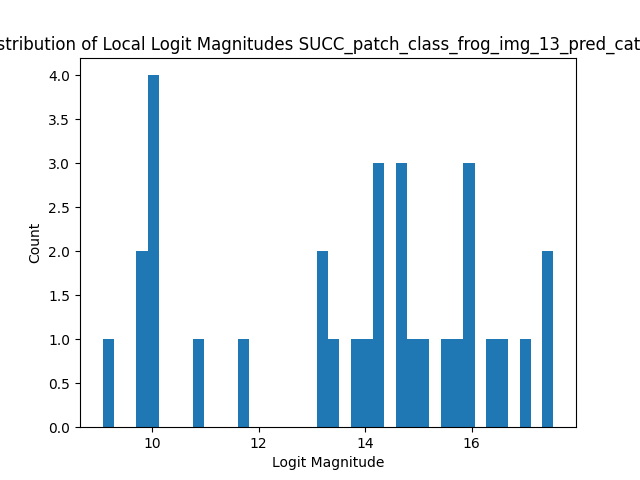 stribution of Local Logit Magnitudes SUCC_patch_class_frog_img_13_pred_cat
4.0
3.5
3.0
2.5
2.0
1.5
1.0
0.5
0.0
Count
10 12 14 16
Logit Magnitude